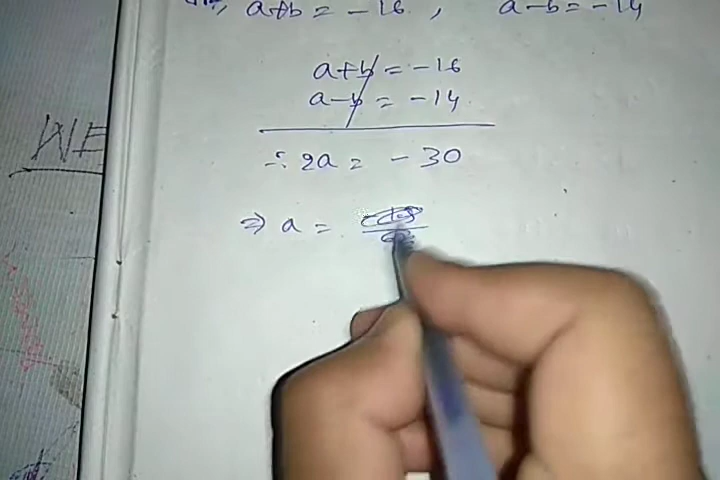 a+b = -16, a-b = -14
a+b = -16
a-b = -14
∴ 2a = -30
⇒ a =
WE